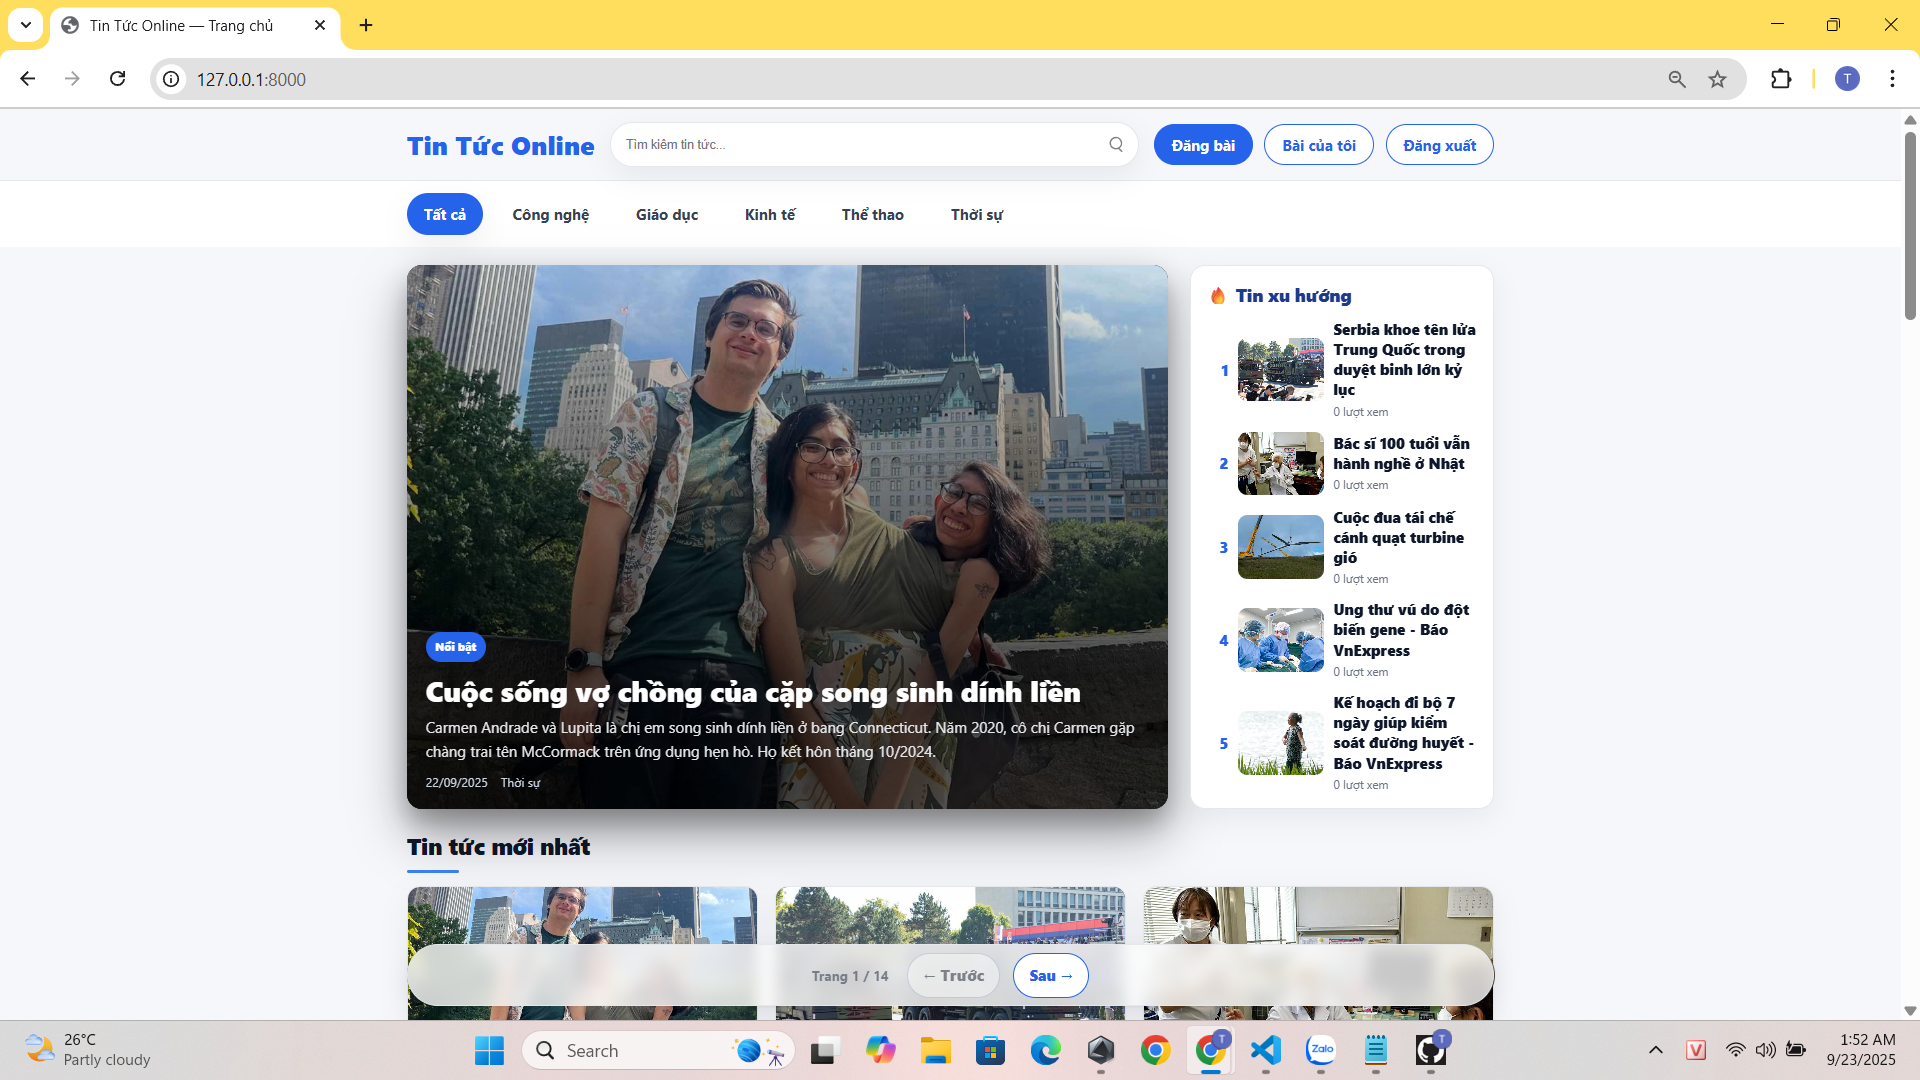 Tin Tức Online — Trang chủ
127.0.0.1:8000
T
Tin Tức Online
Tìm kiếm tin tức...
Đăng bài
Bài của tôi
Đăng xuất
Tất cả
Công nghệ
Giáo dục
Kinh tế
Thể thao
Thời sự
Nổi bật
Cuộc sống vợ chồng của cặp song sinh dính liền
Carmen Andrade và Lupita là chị em song sinh dính liền ở bang Connecticut. Năm 2020, cô chị Carmen gặp
chàng trai tên McCormack trên ứng dụng hẹn hò. Họ kết hôn tháng 10/2024.
22/09/2025 Thời sự
Tin xu hướng
1
Serbia khoe tên lửa
Trung Quốc trong
duyệt binh lớn kỷ
lục
0 lượt xem
2
Bác sĩ 100 tuổi vẫn
hành nghề ở Nhật
0 lượt xem
3
Cuộc đua tái chế
cánh quạt turbine
gió
0 lượt xem
4
Ung thư vú do đột
biến gene - Báo
VnExpress
0 lượt xem
5
Kế hoạch đi bộ 7
ngày giúp kiểm
soát đường huyết -
Báo VnExpress
0 lượt xem
Tin tức mới nhất
Trang 1 / 14
← Trước
Sau →
26°C
Partly cloudy
Search
T
Zalo
T
V
1:52 AM
9/23/2025